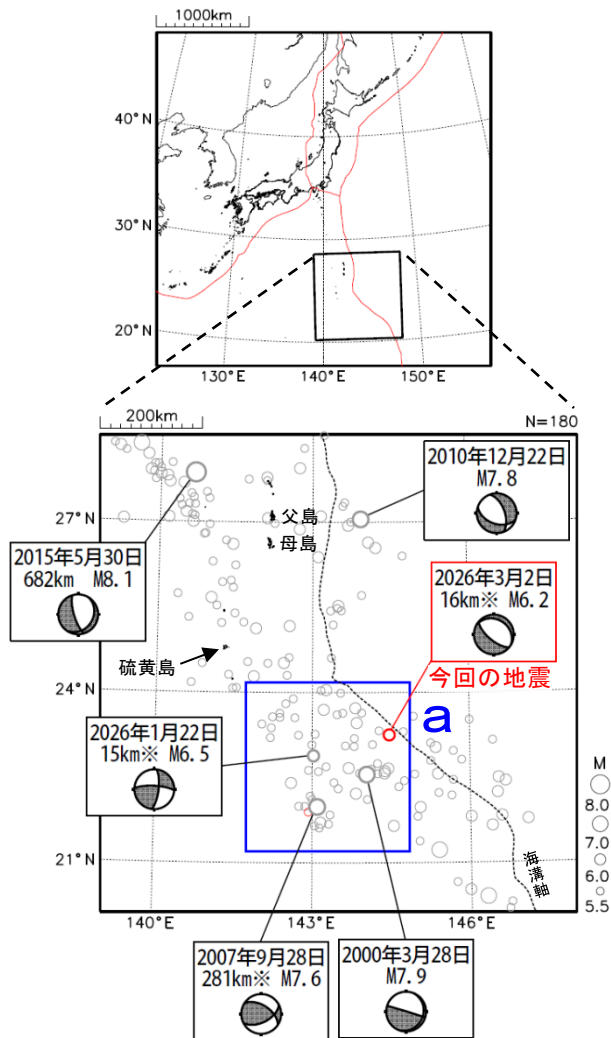 1000km
40°N
30°N
20°N
130°E
140°E
150°E
200km
N=180
2010年12月22日
M7.8
27°N
父島
母島
2015年5月30日
682km M8.1
2026年3月2日
16km※ M6.2
硫黄島
今回の地震
24°N
a
2026年1月22日
15km※ M6.5
M
8.0
7.0
6.0
5.5
21°N
海溝軸
140°E
143°E
146°E
2007年9月28日
281km※ M7.6
2000年3月28日
M7.9